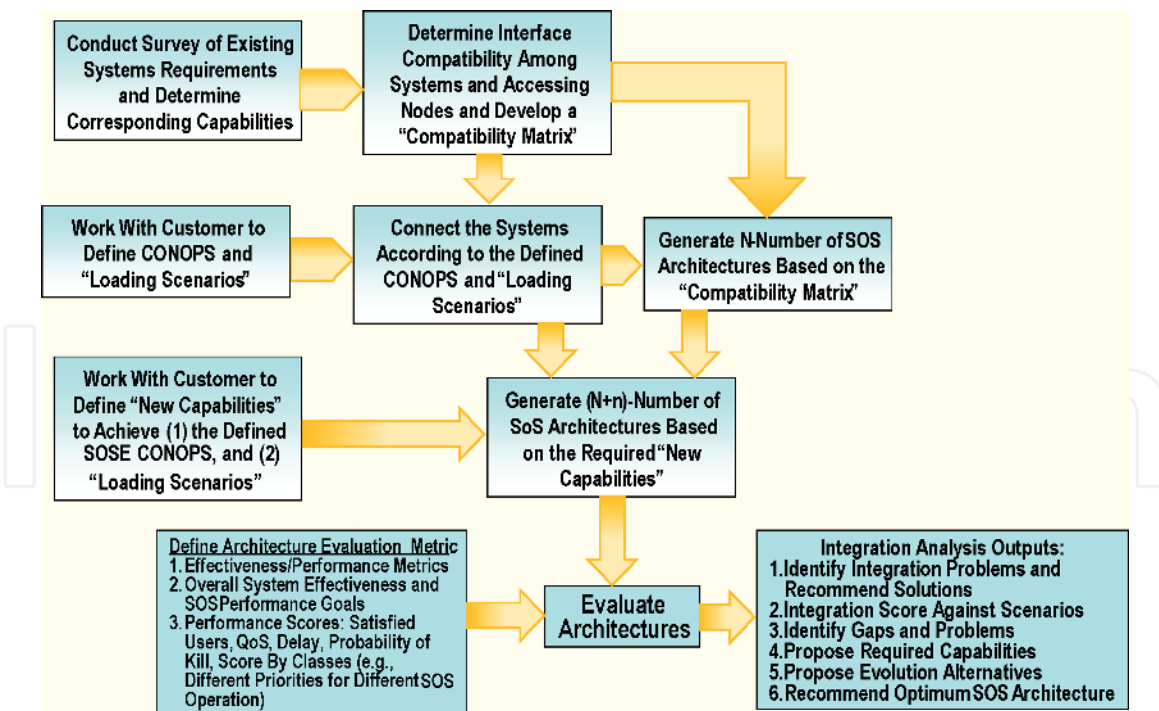 Conduct Survey of Existing
Systems Requirements
and Determine
Corresponding Capabilities
Determine Interface
Compatibility Among
Systems and Accessing
Nodes and Develop a
“Compatibility Matrix”
Work With Customer to
Define CONOPS and
“Loading Scenarios”
Connect the Systems
According to the Defined
CONOPS and “Loading
Scenarios”
Generate N-Number of SOS
Architectures Based on the
“Compatibility Matrix”
Work With Customer to
Define “New Capabilities”
to Achieve (1) the Defined
SOSE CONOPS, and (2)
“Loading Scenarios”
Generate (N+n)-Number of
SoS Architectures Based
on the Required “New
Capabilities”
Define Architecture Evaluation Metric
1. Effectiveness/Performance Metrics
2. Overall System Effectiveness and
SOS Performance Goals
3. Performance Scores: Satisfied
Users, QoS, Delay, Probability of
Kill, Score By Classes (e.g.,
Different Priorities for Different SOS
Operation)
Evaluate
Architectures
Integration Analysis Outputs:
1. Identify Integration Problems and
Recommend Solutions
2. Integration Score Against Scenarios
3. Identify Gaps and Problems
4. Propose Required Capabilities
5. Propose Evolution Alternatives
6. Recommend Optimum SOS Architecture